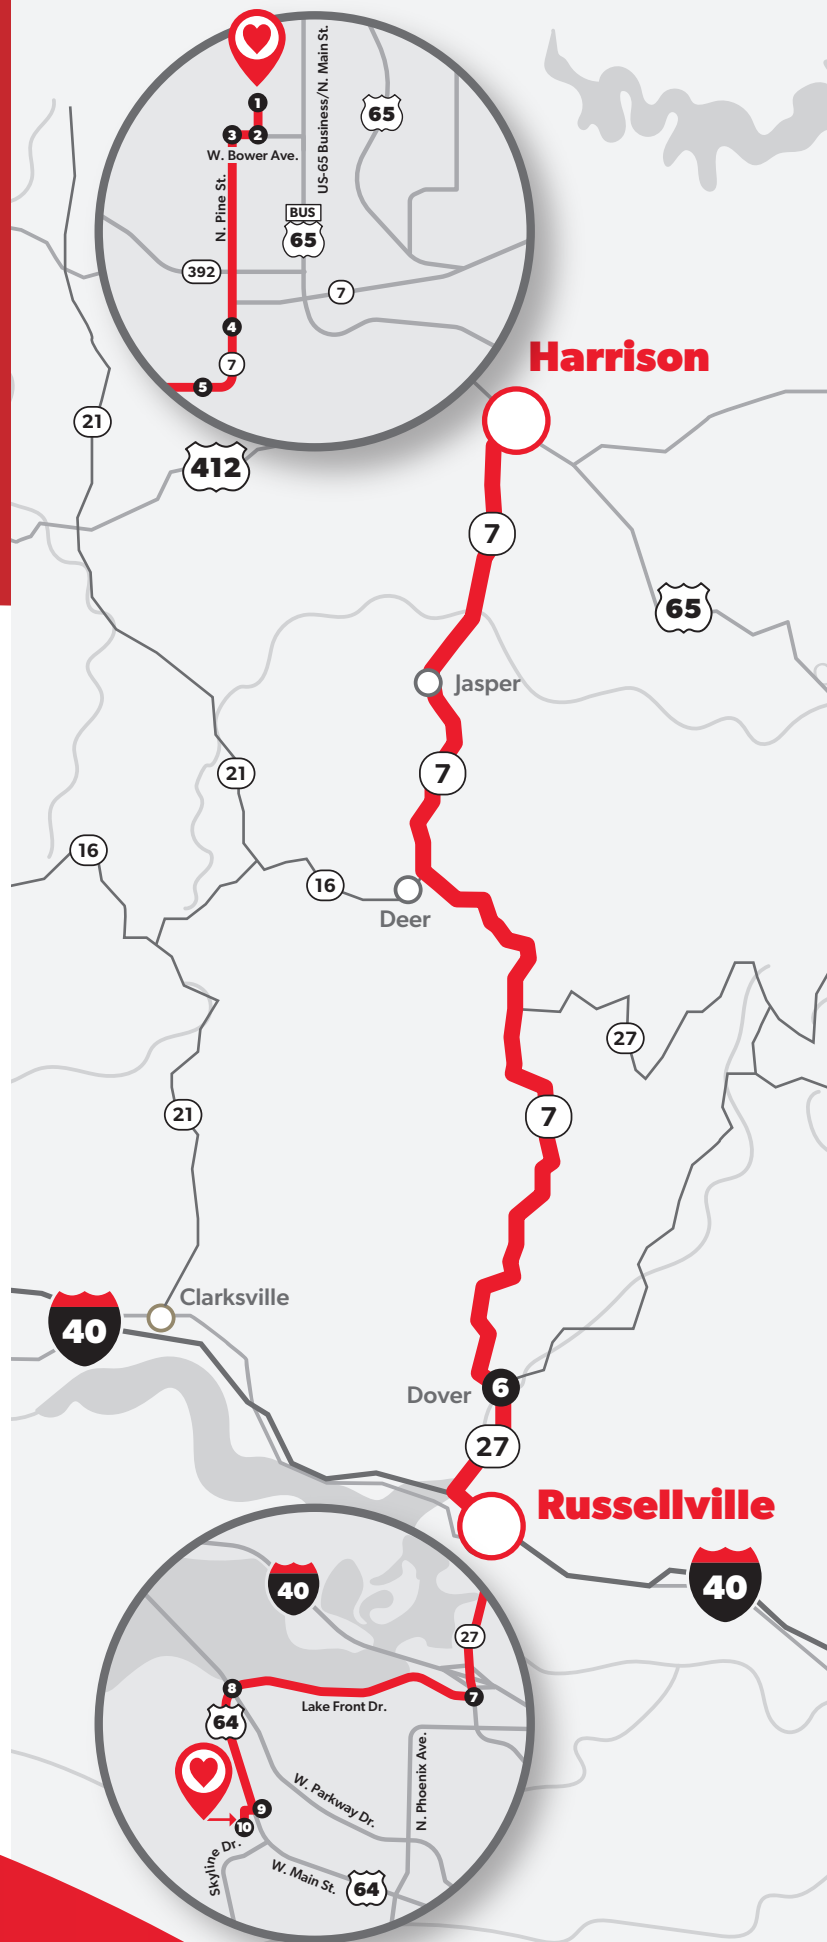 1
65
3
2
W. Bower Ave.
US-65 Business/N. Main St.
N. Pine St.
BUS
65
392
7
4
7
5
Harrison
21
412
7
65
Jasper
21
7
16
16
Deer
27
21
7
Clarksville
40
Dover
6
27
Russellville
40
40
27
8
7
Lake Front Dr.
64
N. Phoenix Ave.
W. Parkway Dr.
9
10
Skyline Dr.
W. Main St.
64